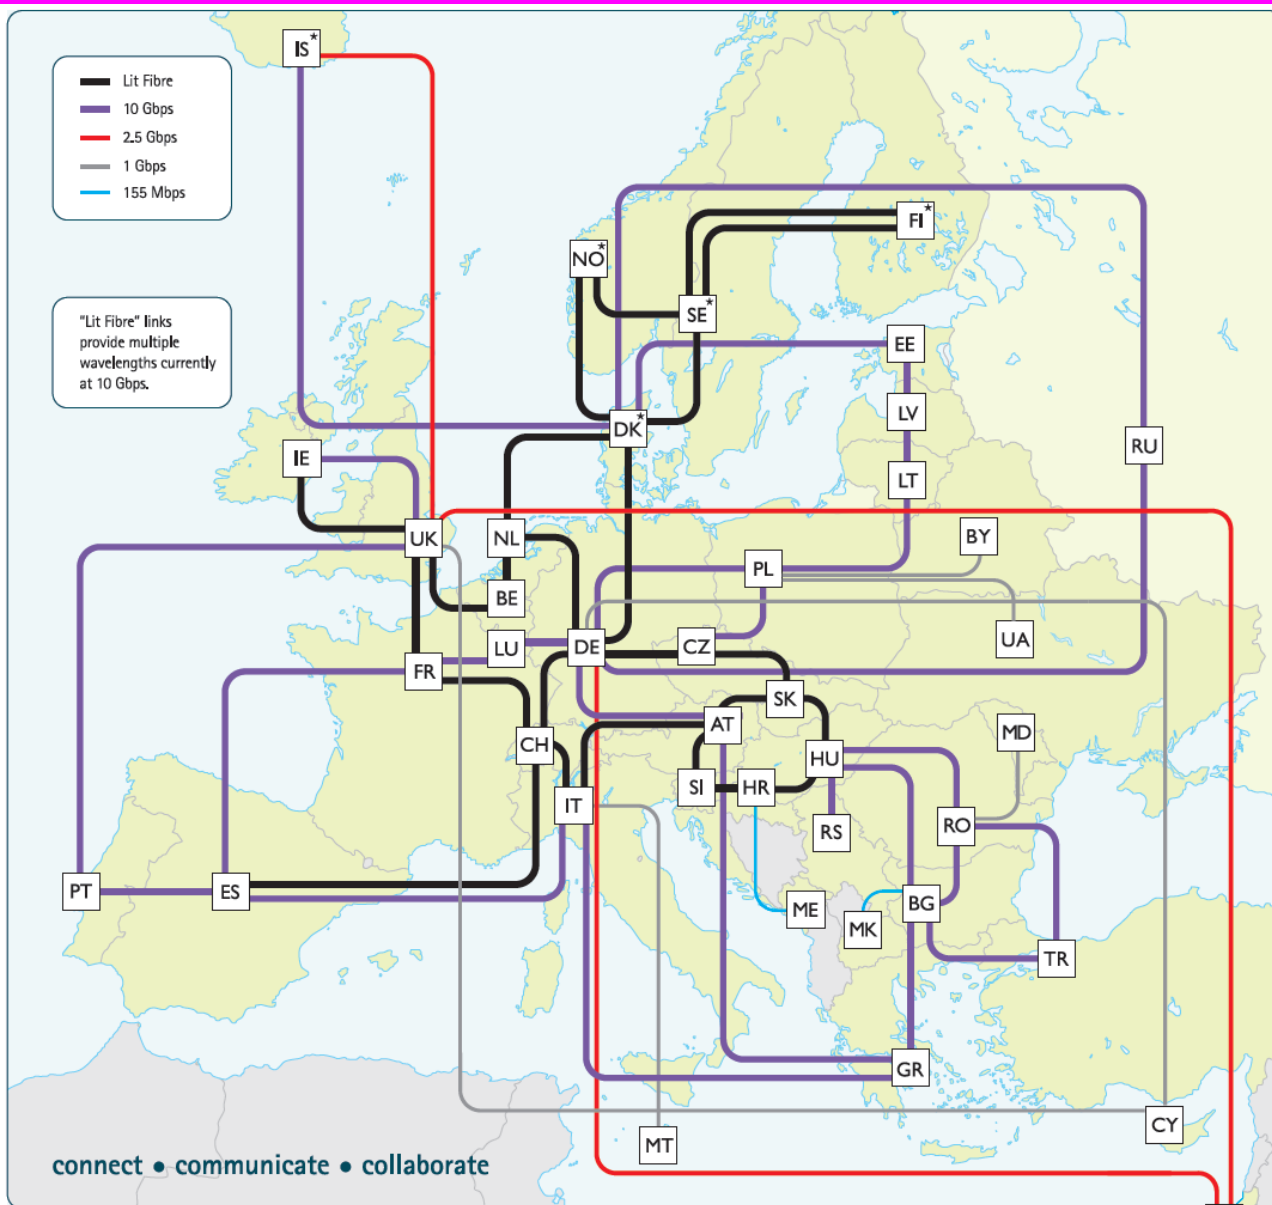 IS*
Lit Fibre
10 Gbps
2.5 Gbps
1 Gbps
155 Mbps
FI*
NO*
SE*
"Lit Fibre" links
provide multiple
wavelengths currently
at 10 Gbps.
EE
LV
DK*
RU
IE
LT
UK
NL
BY
PL
BE
UA
LU
DE
CZ
FR
SK
AT
MD
CH
HU
SI
HR
IT
RO
RS
PT
ES
BG
ME
MK
TR
GR
CY
MT
connect • communicate • collaborate